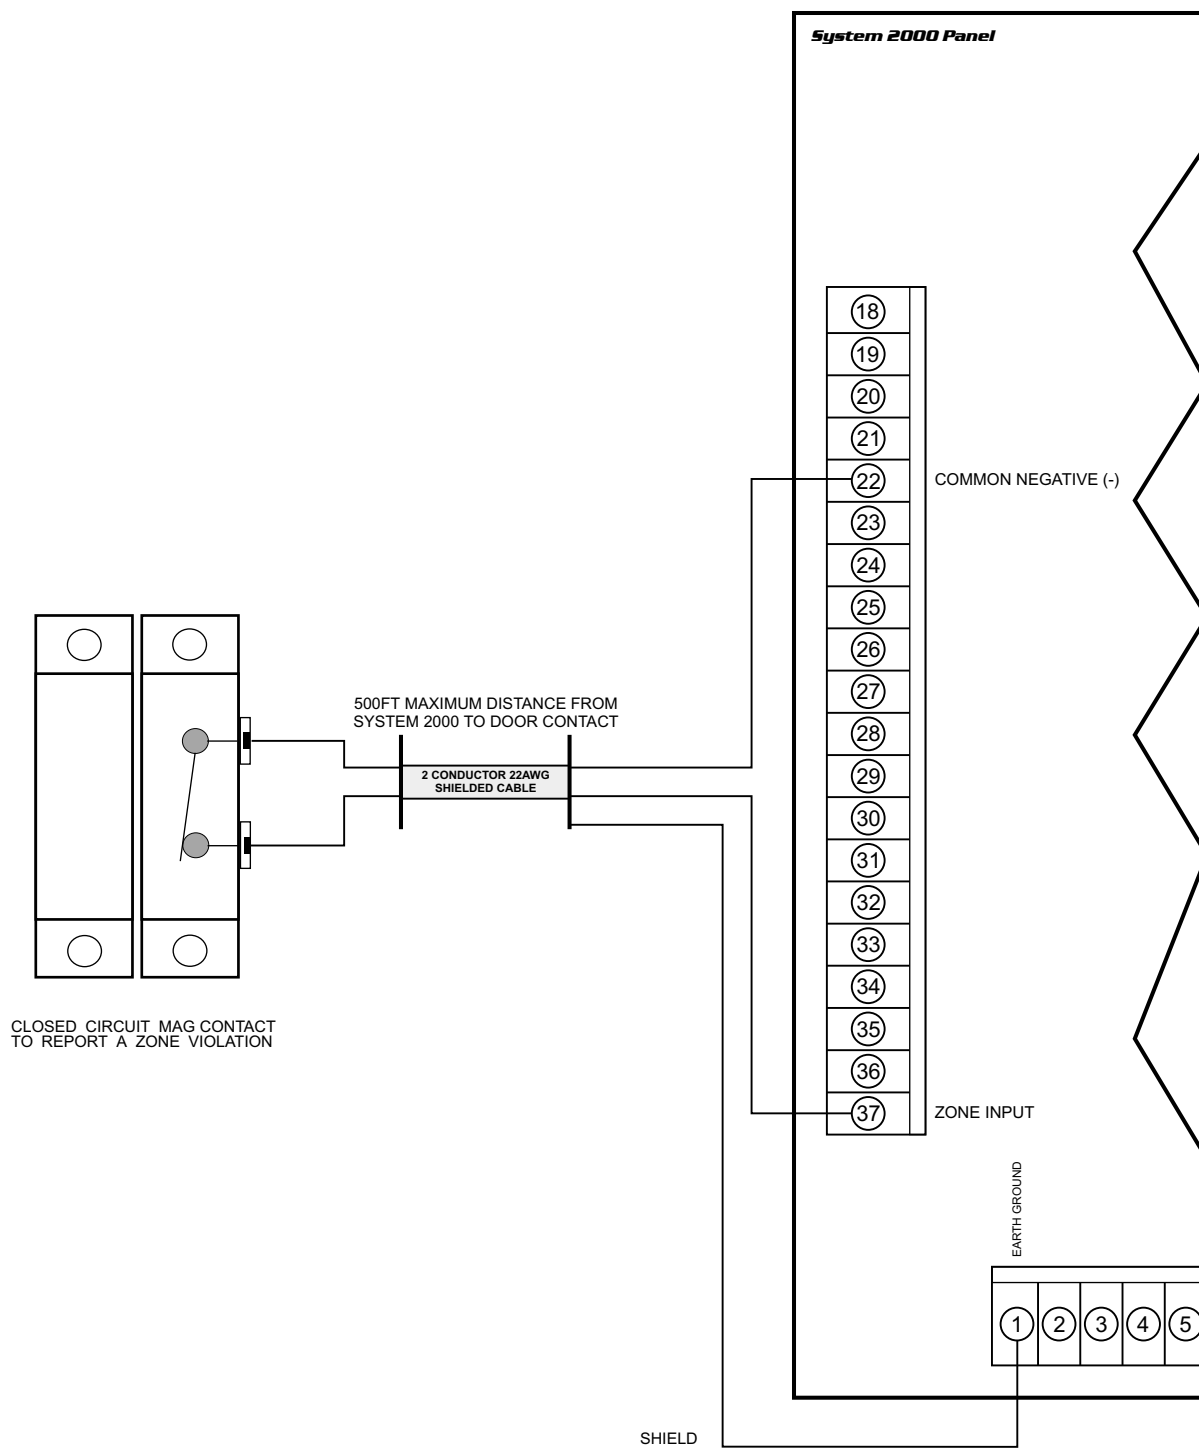 System 2000 Panel
18
19
20
21
22
COMMON NEGATIVE (-)
23
24
25
26
27
28
29
30
31
32
33
34
35
36
37
ZONE INPUT
500FT MAXIMUM DISTANCE FROM
SYSTEM 2000 TO DOOR CONTACT
2 CONDUCTOR 22AWG
SHIELDED CABLE
CLOSED CIRCUIT MAG CONTACT
TO REPORT A ZONE VIOLATION
EARTH GROUND
1 2 3 4 5
SHIELD